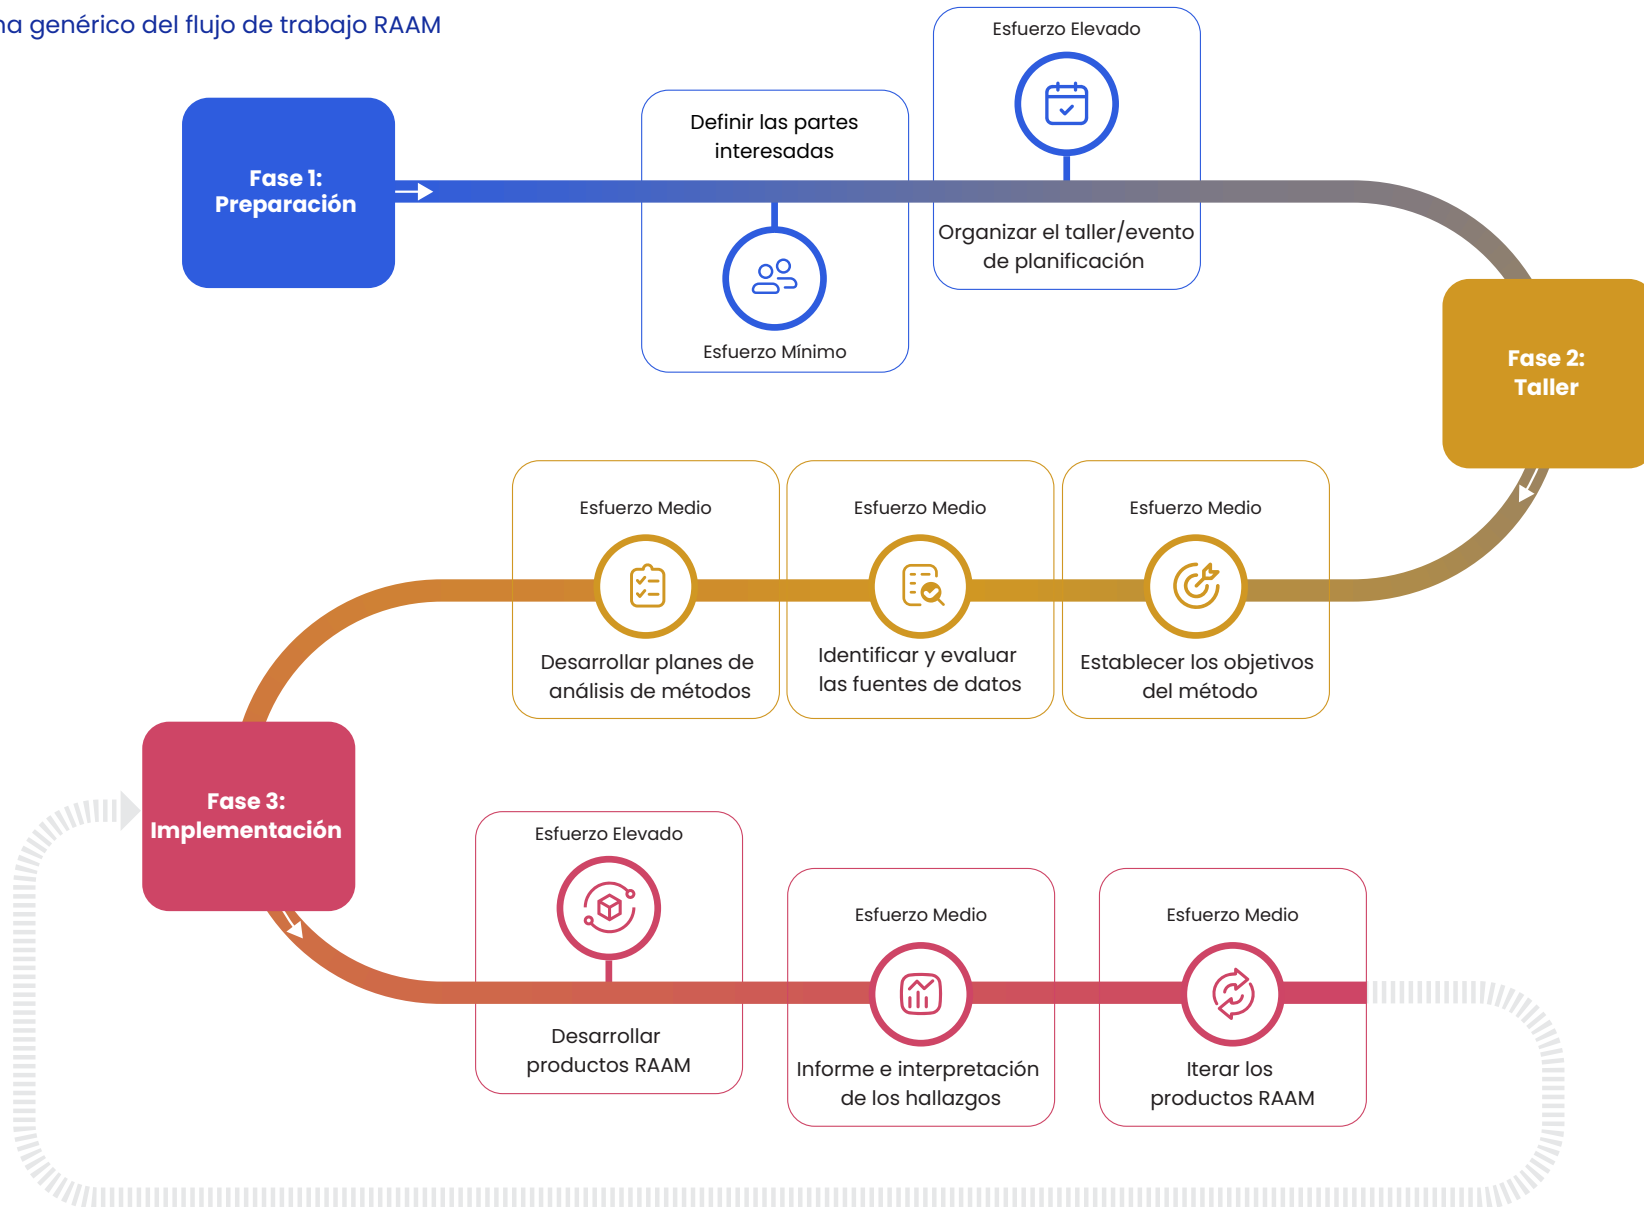 genérico del flujo de trabajo RAAM
Esfuerzo Elevado
Definir las partes
interesadas
Fase 1:
Preparación
Organizar el taller/evento
de planificación
Esfuerzo Mínimo
Fase 2:
Taller
Esfuerzo Medio
Desarrollar planes de
análisis de métodos
Esfuerzo Medio
Identificar y evaluar
las fuentes de datos
Esfuerzo Medio
Establecer los objetivos
del método
Fase 3:
Implementación
Esfuerzo Elevado
Desarrollar
productos RAAM
Esfuerzo Medio
Informe e interpretación
de los hallazgos
Esfuerzo Medio
Iterar los
productos RAAM